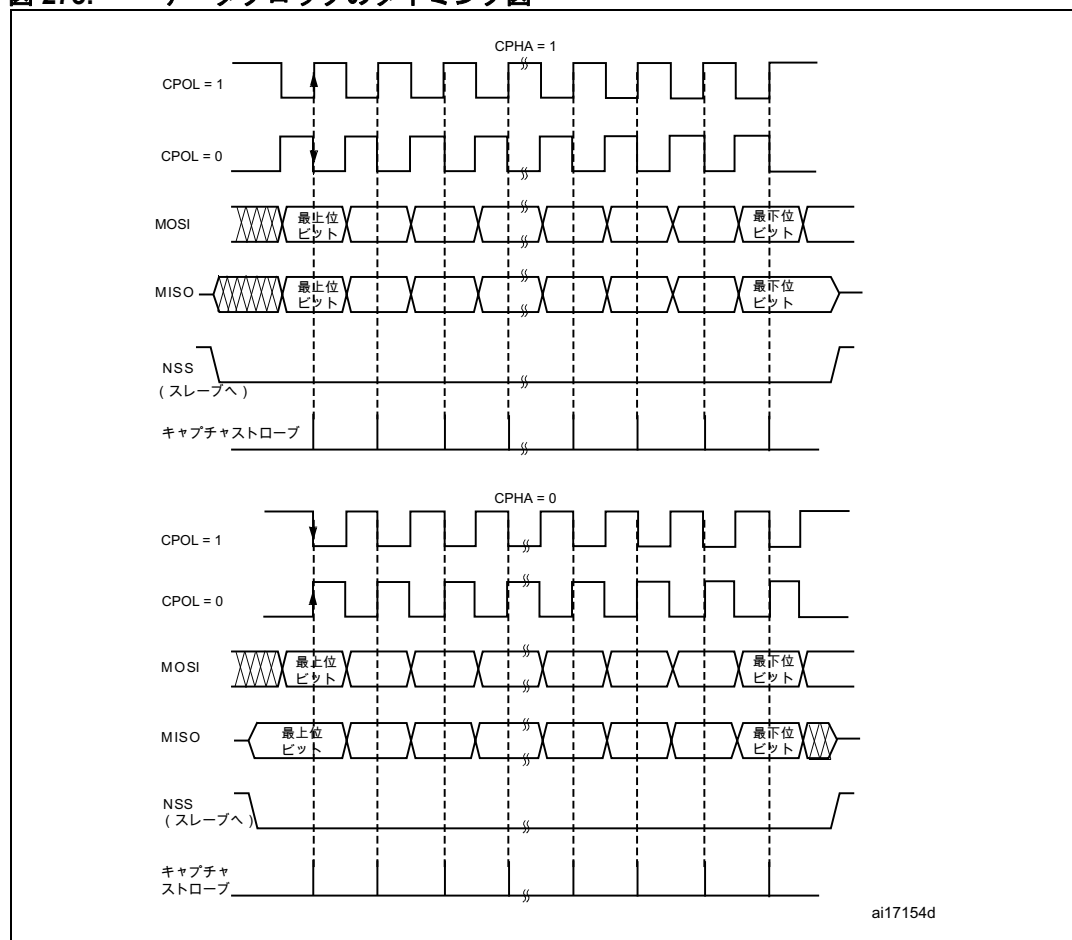 CPHA = 1
CPOL = 1
CPOL = 0
MOSI
最上位
ビット
最下位
ビット
MISO
最上位
ビット
最下位
ビット
NSS
(スレーブへ)
キャプチャストローブ
CPHA = 0
CPOL = 1
CPOL = 0
MOSI
最上位
ビット
最下位
ビット
MISO
最上位
ビット
最下位
ビット
NSS
(スレーブへ)
キャプチャ
ストローブ
ai17154d